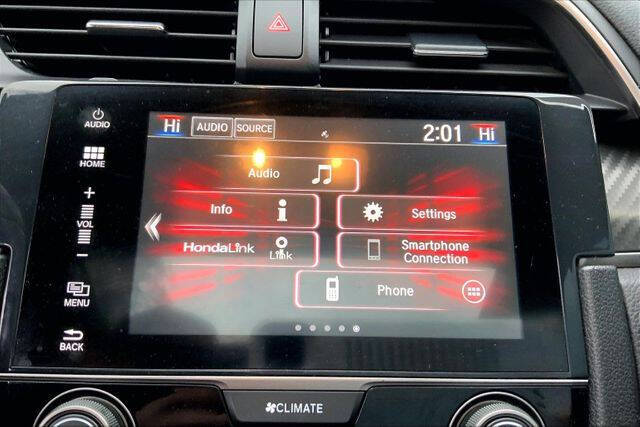 AUDIO
Hi AUDIO SOURCE 2:01 Hi
HOME
Audio
+
VOL
Info
Settings
HondaLink Link
Smartphone
Connection
-
Phone
MENU
BACK
CLIMATE